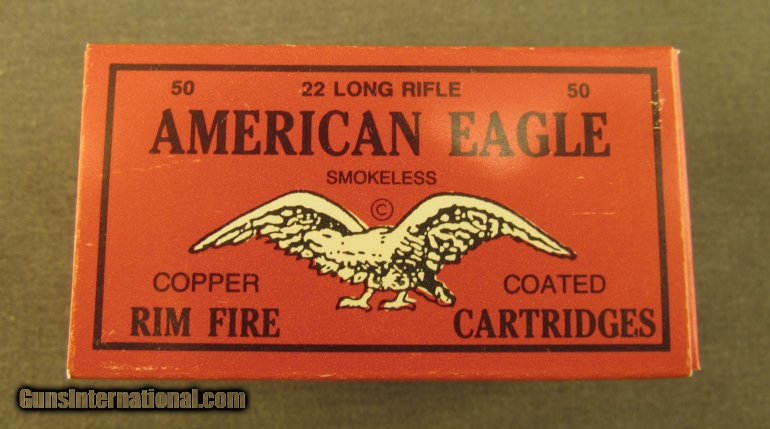 50 22 LONG RIFLE 50
AMERICAN EAGLE
SMOKELESS
©
COPPER COATED
RIM FIRE CARTRIDGES
GunsInternational.com